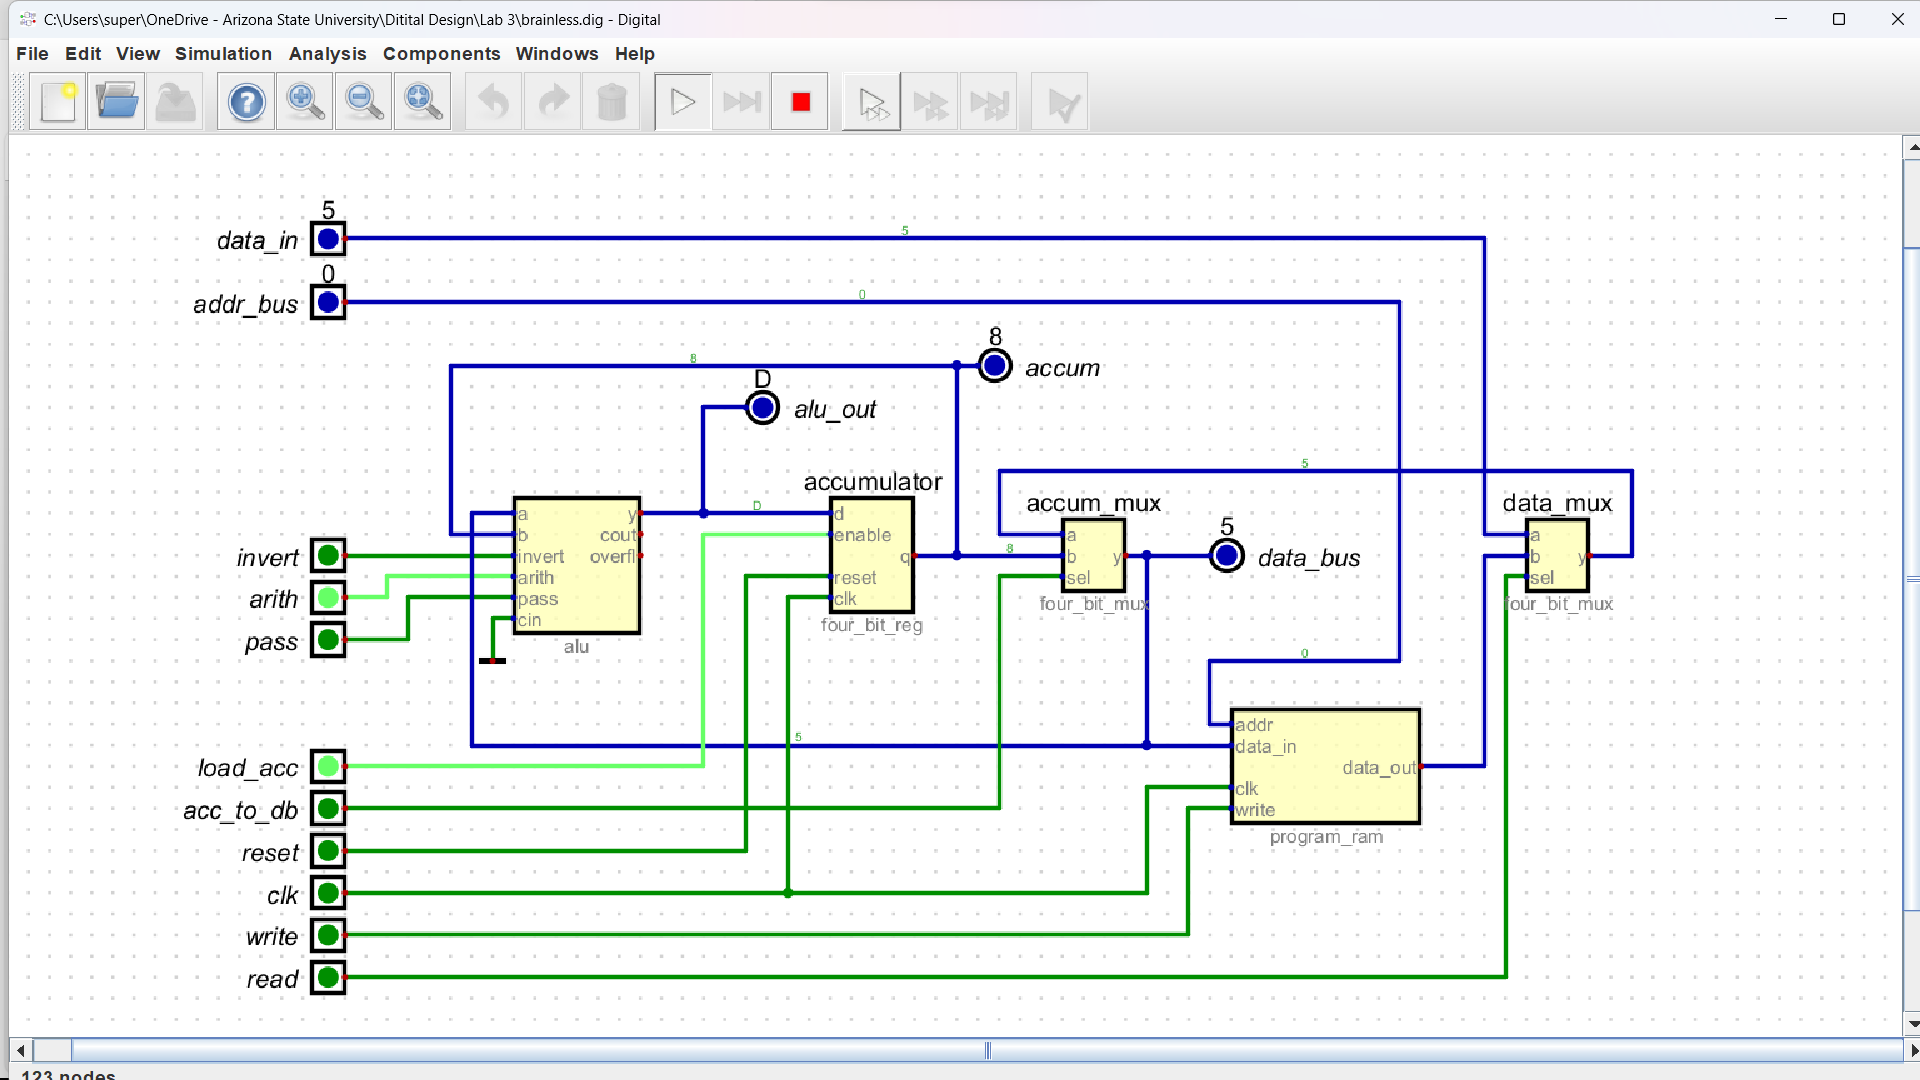 C:\Users\super\OneDrive - Arizona State University\Ditital Design\Lab 3\brainless.dig - Digital
File Edit View Simulation Analysis Components Windows Help
5
data_in
5
0
addr_bus
0
8
accum
8
D
alu_out
accumulator
D
a
b
invert
arith
pass
cin
y
cout
overfl
alu
d
enable
reset
clk
q
four_bit_reg
5
accum_mux
8
a
b
sel
y
four_bit_mux
5
data_bus
data_mux
a
b
sel
y
four_bit_mux
invert
arith
pass
0
addr
data_in
clk
write
data_out
program_ram
5
load_acc
acc_to_db
reset
clk
write
read
123 nodes